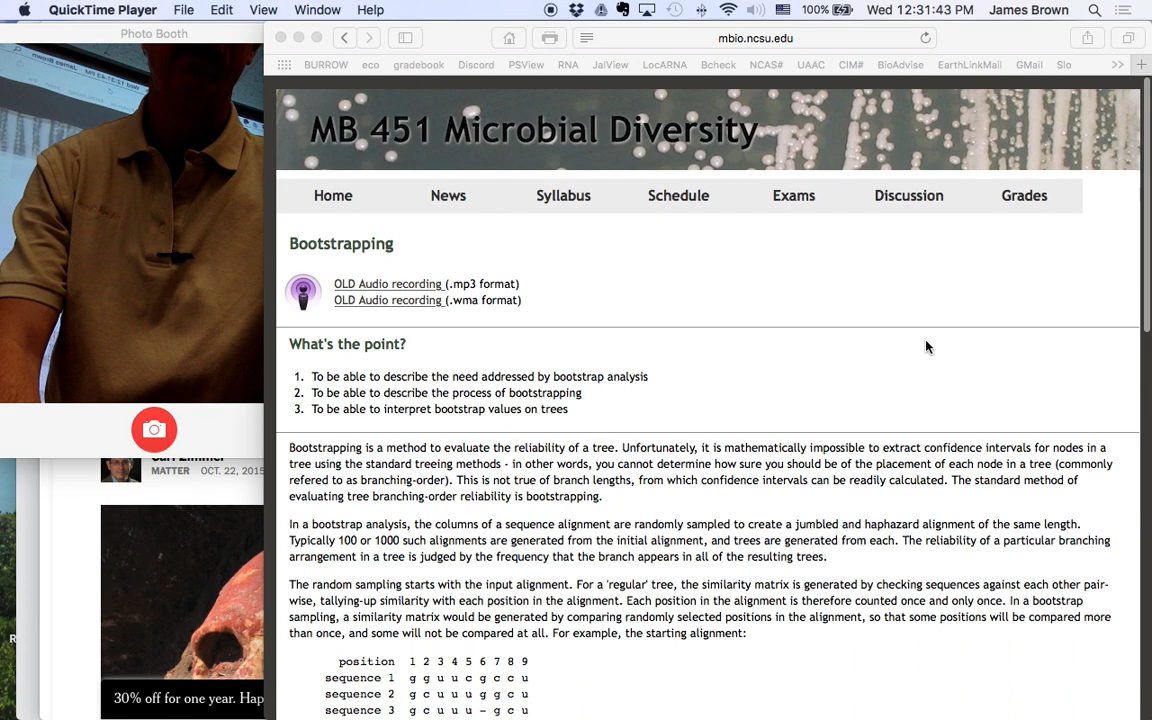 QuickTime Player File Edit View Window Help 100% Wed 12:31:43 PM James Brown
Photo Booth
mbio.ncsu.edu
BURROW eco gradebook Discord PSView RNA JalView LocARNA Bcheck NCAS# UAAC CIM# BioAdvise EarthLinkMail GMail Slo >> +
MB 451 Microbial Diversity
Home News Syllabus Schedule Exams Discussion Grades
Bootstrapping
OLD Audio recording (.mp3 format)
OLD Audio recording (.wma format)
What's the point?
1. To be able to describe the need addressed by bootstrap analysis
2. To be able to describe the process of bootstrapping
3. To be able to interpret bootstrap values on trees
Bootstrapping is a method to evaluate the reliability of a tree. Unfortunately, it is mathematically impossible to extract confidence intervals for nodes in a
tree using the standard treeing methods - in other words, you cannot determine how sure you should be of the placement of each node in a tree (commonly
refered to as branching-order). This is not true of branch lengths, from which confidence intervals can be readily calculated. The standard method of
evaluating tree branching-order reliability is bootstrapping.
In a bootstrap analysis, the columns of a sequence alignment are randomly sampled to create a jumbled and haphazard alignment of the same length.
Typically 100 or 1000 such alignments are generated from the initial alignment, and trees are generated from each. The reliability of a particular branching
arrangement in a tree is judged by the frequency that the branch appears in all of the resulting trees.
The random sampling starts with the input alignment. For a 'regular' tree, the similarity matrix is generated by checking sequences against each other pair-
wise, tallying-up similarity with each position in the alignment. Each position in the alignment is therefore counted once and only once. In a bootstrap
sampling, a similarity matrix would be generated by comparing randomly selected positions in the alignment, so that some positions will be compared more
than once, and some will not be compared at all. For example, the starting alignment:
position 1 2 3 4 5 6 7 8 9
sequence 1 g g u u c g c c u
sequence 2 g c u u u g g c u
sequence 3 g c u u u - g c u
MATTER OCT. 22, 2015
30% off for one year. Hap